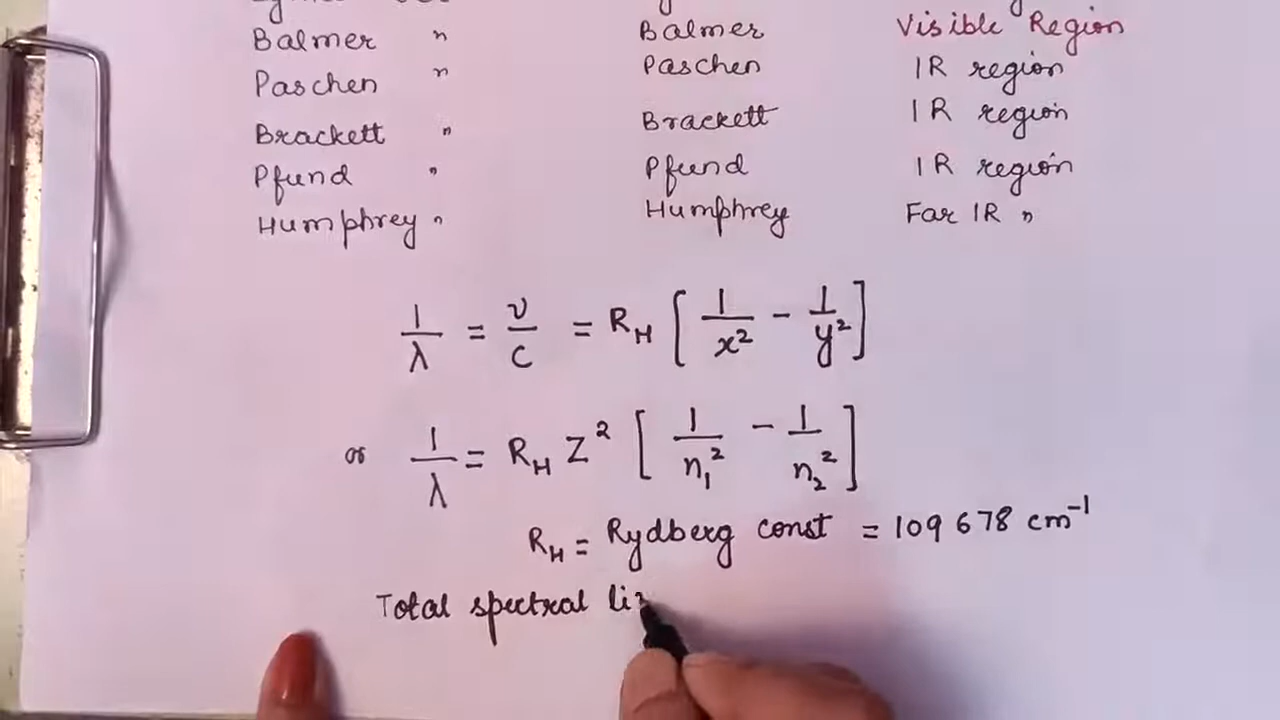 Balmer " Balmer Visible Region
Paschen " Paschen IR region
Brackett " Brackett IR region
Pfund " Pfund IR region
Humphrey " Humphrey Far IR "
1/λ = ν/c = R_H [ 1/x² - 1/y² ]
or 1/λ = R_H Z² [ 1/n₁² - 1/n₂² ]
R_H = Rydberg const = 109678 cm⁻¹
Total spectral